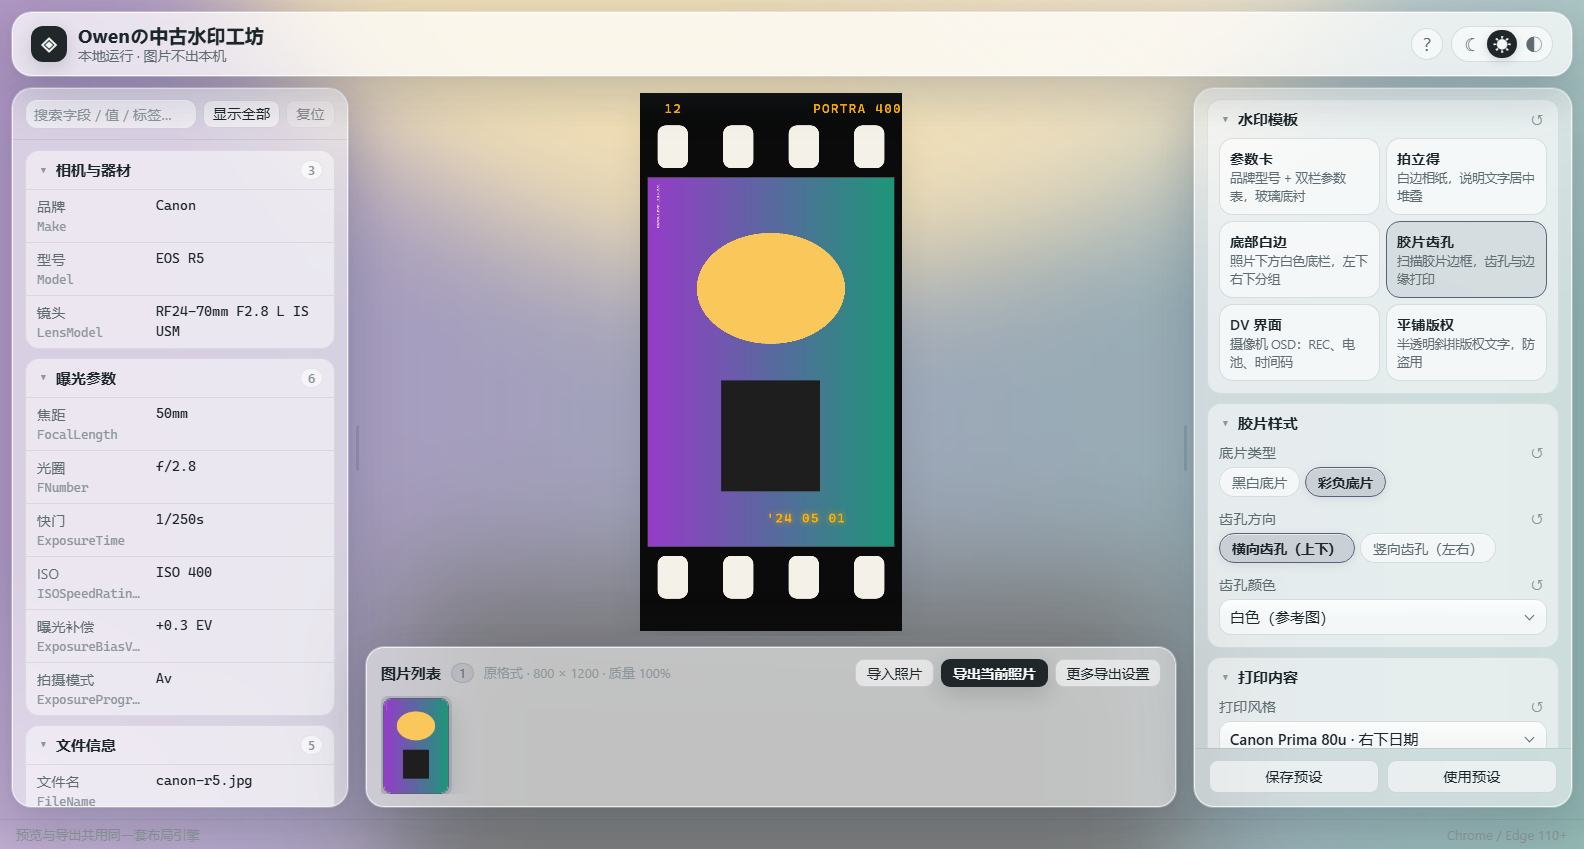 Owenの中古水印工坊
本地运行 · 图片不出本机
?
搜索字段 / 值 / 标签...
显示全部
复位
相机与器材
3
品牌
Canon
Make
型号
EOS R5
Model
镜头
RF24-70mm F2.8 L IS
USM
LensModel
曝光参数
6
焦距
50mm
FocalLength
光圈
f/2.8
FNumber
快门
1/250s
ExposureTime
ISO
ISO 400
ISOSpeedRatin…
曝光补偿
+0.3 EV
ExposureBiasV…
拍摄模式
Av
ExposureProgr…
文件信息
5
文件名
canon-r5.jpg
FileName
12
PORTRA 400
'24 05 01
图片列表
1
原格式 · 800 × 1200 · 质量 100%
导入照片
导出当前照片
更多导出设置
水印模板
参数卡
品牌型号 + 双栏参数
表，玻璃底衬
拍立得
白边相纸，说明文字居中
堆叠
底部白边
照片下方白色底栏，左下
右下分组
胶片齿孔
扫描胶片边框，齿孔与边
缘打印
DV 界面
摄像机 OSD：REC、电
池、时间码
平铺版权
半透明斜排版权文字，防
盗用
胶片样式
底片类型
黑白底片
彩负底片
齿孔方向
横向齿孔（上下）
竖向齿孔（左右）
齿孔颜色
白色（参考图）
打印内容
打印风格
Canon Prima 80u · 右下日期
保存预设
使用预设
预览与导出共用同一套布局引擎
Chrome / Edge 110+